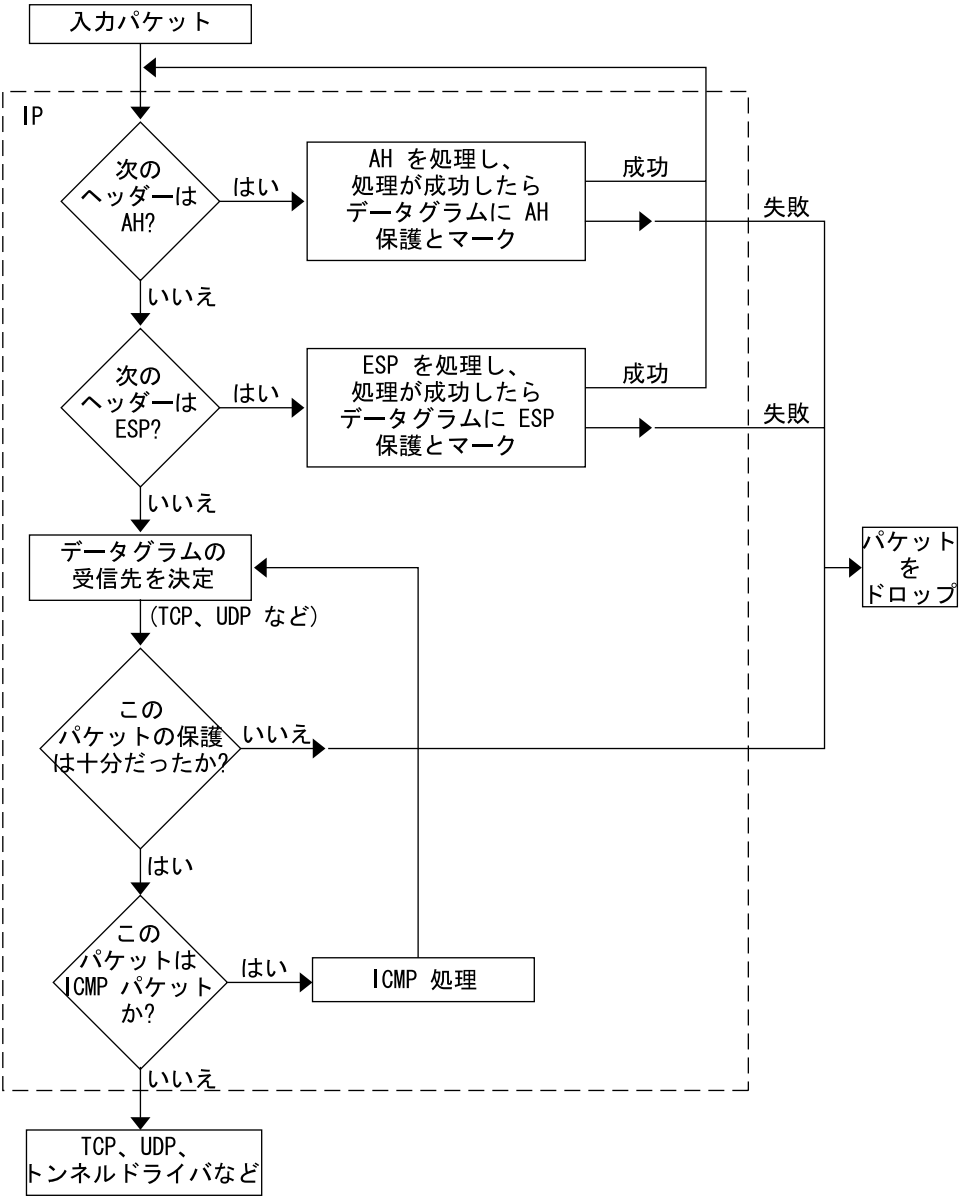 入力パケット
IP
次の
ヘッダーは
AH?
はい
AH を処理し、
処理が成功したら
データグラムに AH
保護とマーク
成功
失敗
いいえ
次の
ヘッダーは
ESP?
はい
ESP を処理し、
処理が成功したら
データグラムに ESP
保護とマーク
成功
失敗
いいえ
データグラムの
受信先を決定
パケット
を
ドロップ
(TCP、UDP など)
この
パケットの保護
は十分だったか?
いいえ
はい
この
パケットは
ICMP パケット
か?
はい
ICMP 処理
いいえ
TCP、UDP、
トンネルドライバなど